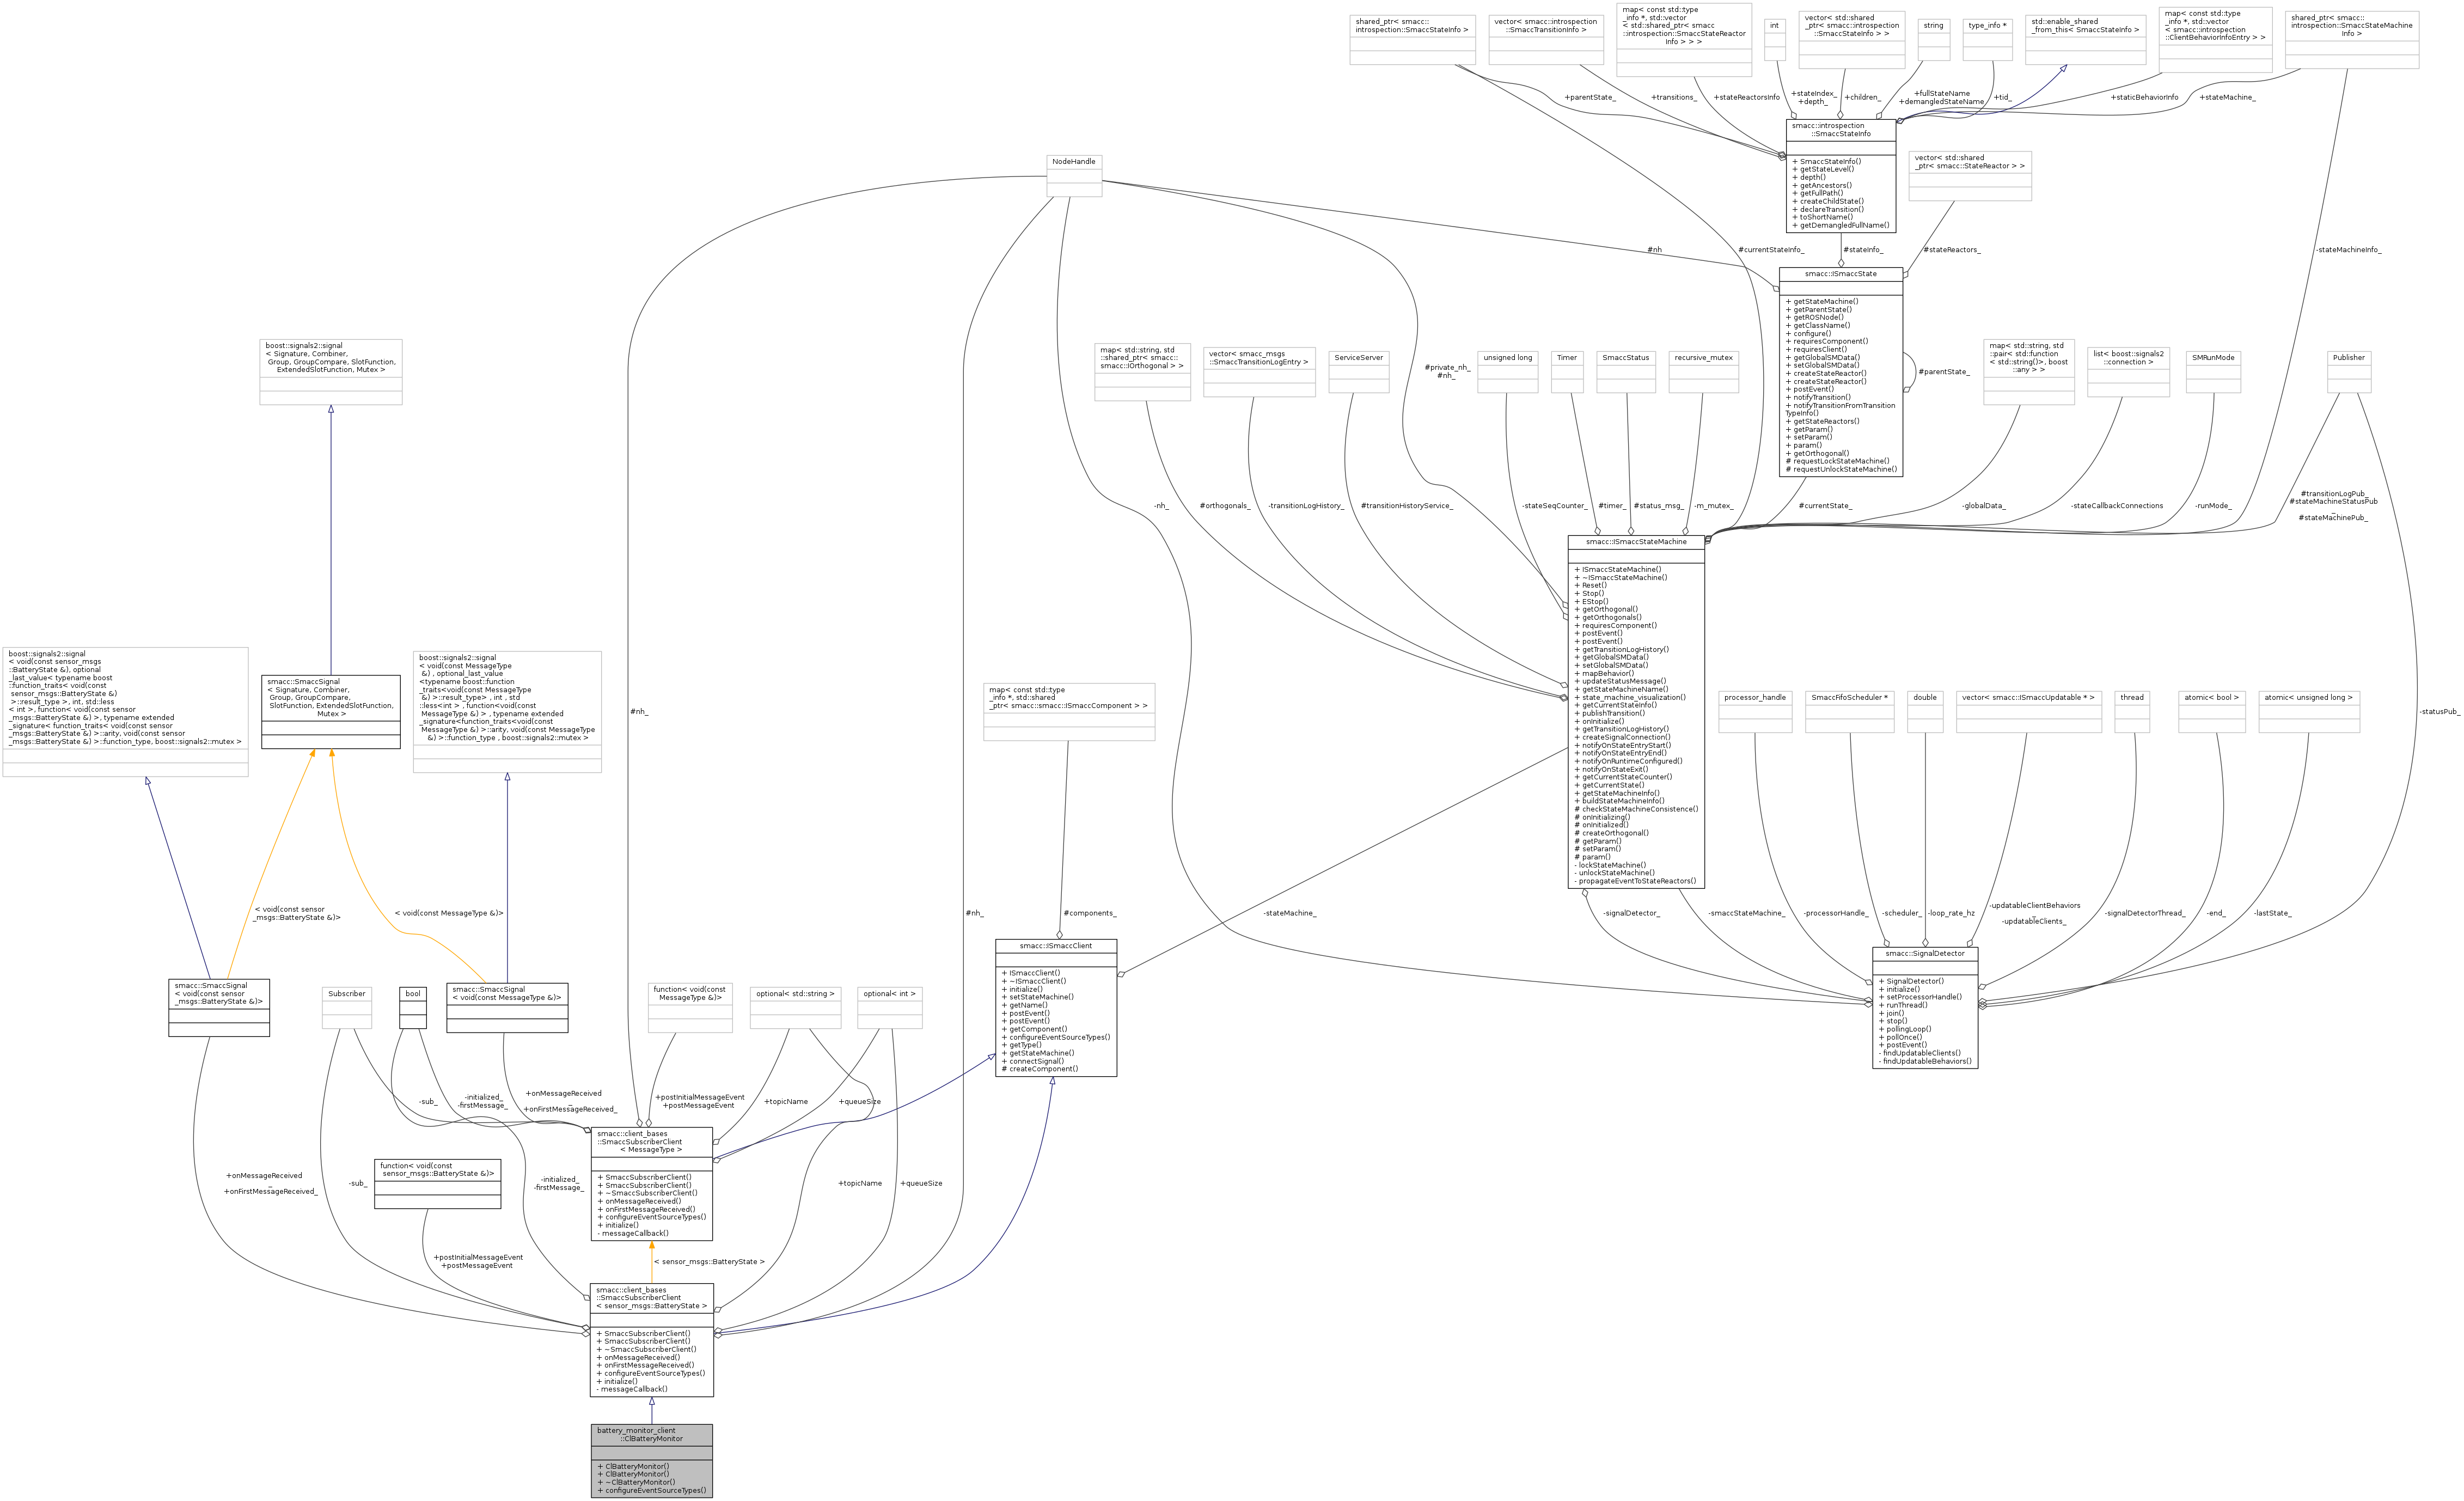 shared_ptr< smacc::
introspection::SmaccStateInfo >
vector< smacc::introspection
::SmaccTransitionInfo >
map< const std::type
_info *, std::vector
< std::shared_ptr< smacc
::introspection::SmaccStateReactor
Info > > >
int
vector< std::shared
_ptr< smacc::introspection
::SmaccStateInfo > >
string
type_info *
std::enable_shared
_from_this< SmaccStateInfo >
map< const std::type
_info *, std::vector
< smacc::introspection
::ClientBehaviorInfoEntry > >
shared_ptr< smacc::
introspection::SmaccStateMachine
Info >
+parentState_
+transitions_
+stateReactorsInfo
+stateIndex_
+depth_
+children_
+fullStateName
+demangledStateName
+tid_
+staticBehaviorInfo
+stateMachine_
smacc::introspection
::SmaccStateInfo
+ SmaccStateInfo()
+ getStateLevel()
+ depth()
+ getAncestors()
+ getFullPath()
+ createChildState()
+ declareTransition()
+ toShortName()
+ getDemangledFullName()
vector< std::shared
_ptr< smacc::StateReactor > >
NodeHandle
#nh
#currentStateInfo_
#stateInfo_
#stateReactors_
-stateMachineInfo_
smacc::ISmaccState
+ getStateMachine()
+ getParentState()
+ getROSNode()
+ getClassName()
+ configure()
+ requiresComponent()
+ requiresClient()
+ getGlobalSMData()
+ setGlobalSMData()
+ createStateReactor()
+ createStateReactor()
+ postEvent()
+ notifyTransition()
+ notifyTransitionFromTransition
TypeInfo()
+ getStateReactors()
+ getParam()
+ setParam()
+ param()
+ getOrthogonal()
# requestLockStateMachine()
# requestUnlockStateMachine()
#parentState_
boost::signals2::signal
< Signature, Combiner,
Group, GroupCompare, SlotFunction,
ExtendedSlotFunction, Mutex >
map< std::string, std
::shared_ptr< smacc::
smacc::IOrthogonal > >
vector< smacc_msgs
::SmaccTransitionLogEntry >
ServiceServer
#private_nh_
#nh_
unsigned long
Timer
SmaccStatus
recursive_mutex
map< std::string, std
::pair< std::function
< std::string()>, boost
::any > >
list< boost::signals2
::connection >
SMRunMode
Publisher
-nh_
#orthogonals_
-transitionLogHistory_
#transitionHistoryService_
-stateSeqCounter_
#timer_
#status_msg_
-m_mutex_
#currentState_
-globalData_
-stateCallbackConnections
-runMode_
#transitionLogPub_
#stateMachineStatusPub
_
#stateMachinePub_
smacc::ISmaccStateMachine
+ ISmaccStateMachine()
+ ~ISmaccStateMachine()
+ Reset()
+ Stop()
+ EStop()
+ getOrthogonal()
+ getOrthogonals()
+ requiresComponent()
+ postEvent()
+ postEvent()
+ getTransitionLogHistory()
+ getGlobalSMData()
+ setGlobalSMData()
+ mapBehavior()
+ updateStatusMessage()
+ getStateMachineName()
+ state_machine_visualization()
+ getCurrentStateInfo()
+ publishTransition()
+ onInitialize()
+ getTransitionLogHistory()
+ createSignalConnection()
+ notifyOnStateEntryStart()
+ notifyOnStateEntryEnd()
+ notifyOnRuntimeConfigured()
+ notifyOnStateExit()
+ getCurrentStateCounter()
+ getCurrentState()
+ getStateMachineInfo()
+ buildStateMachineInfo()
# checkStateMachineConsistence()
# onInitializing()
# onInitialized()
# createOrthogonal()
# getParam()
# setParam()
# param()
- lockStateMachine()
- unlockStateMachine()
- propagateEventToStateReactors()
boost::signals2::signal
< void(const sensor_msgs
::BatteryState &), optional
_last_value< typename boost
::function_traits< void(const
sensor_msgs::BatteryState &)
>::result_type >, int, std::less
< int >, function< void(const sensor
_msgs::BatteryState &) >, typename extended
_signature< function_traits< void(const sensor
_msgs::BatteryState &) >::arity, void(const sensor
_msgs::BatteryState &) >::function_type, boost::signals2::mutex >
smacc::SmaccSignal
< Signature, Combiner,
Group, GroupCompare,
SlotFunction, ExtendedSlotFunction,
Mutex >
boost::signals2::signal
< void(const MessageType
&) , optional_last_value
<typename boost::function
_traits<void(const MessageType
&) >::result_type> , int , std
::less<int > , function<void(const
MessageType &) > , typename extended
_signature<function_traits<void(const
MessageType &) >::arity, void(const MessageType
&) >::function_type , boost::signals2::mutex >
#nh_
map< const std::type
_info *, std::shared
_ptr< smacc::smacc::ISmaccComponent > >
processor_handle
SmaccFifoScheduler *
double
vector< smacc::ISmaccUpdatable * >
thread
atomic< bool >
atomic< unsigned long >
-statusPub_
< void(const sensor
_msgs::BatteryState &)>
< void(const MessageType &)>
#nh_
#components_
-stateMachine_
-signalDetector_
-smaccStateMachine_
-processorHandle_
-scheduler_
-loop_rate_hz
-updatableClientBehaviors
_
-updatableClients_
-signalDetectorThread_
-end_
-lastState_
smacc::ISmaccClient
+ ISmaccClient()
+ ~ISmaccClient()
+ initialize()
+ setStateMachine()
+ getName()
+ postEvent()
+ postEvent()
+ getComponent()
+ configureEventSourceTypes()
+ getType()
+ getStateMachine()
+ connectSignal()
# createComponent()
smacc::SignalDetector
+ SignalDetector()
+ initialize()
+ setProcessorHandle()
+ runThread()
+ join()
+ stop()
+ pollingLoop()
+ pollOnce()
+ postEvent()
- findUpdatableClients()
- findUpdatableBehaviors()
smacc::SmaccSignal
< void(const sensor
_msgs::BatteryState &)>
Subscriber
bool
smacc::SmaccSignal
< void(const MessageType &)>
function< void(const
MessageType &)>
optional< std::string >
optional< int >
-sub_
-initialized_
-firstMessage_
+onMessageReceived
_
+onFirstMessageReceived_
+postInitialMessageEvent
+postMessageEvent
+topicName
+queueSize
smacc::client_bases
::SmaccSubscriberClient
< MessageType >
+ SmaccSubscriberClient()
+ SmaccSubscriberClient()
+ ~SmaccSubscriberClient()
+ onMessageReceived()
+ onFirstMessageReceived()
+ configureEventSourceTypes()
+ initialize()
- messageCallback()
+onMessageReceived
_
+onFirstMessageReceived_
-sub_
function< void(const
sensor_msgs::BatteryState &)>
-initialized_
-firstMessage_
+topicName
+queueSize
+postInitialMessageEvent
+postMessageEvent
< sensor_msgs::BatteryState >
smacc::client_bases
::SmaccSubscriberClient
< sensor_msgs::BatteryState >
+ SmaccSubscriberClient()
+ SmaccSubscriberClient()
+ ~SmaccSubscriberClient()
+ onMessageReceived()
+ onFirstMessageReceived()
+ configureEventSourceTypes()
+ initialize()
- messageCallback()
battery_monitor_client
::ClBatteryMonitor
+ ClBatteryMonitor()
+ ClBatteryMonitor()
+ ~ClBatteryMonitor()
+ configureEventSourceTypes()